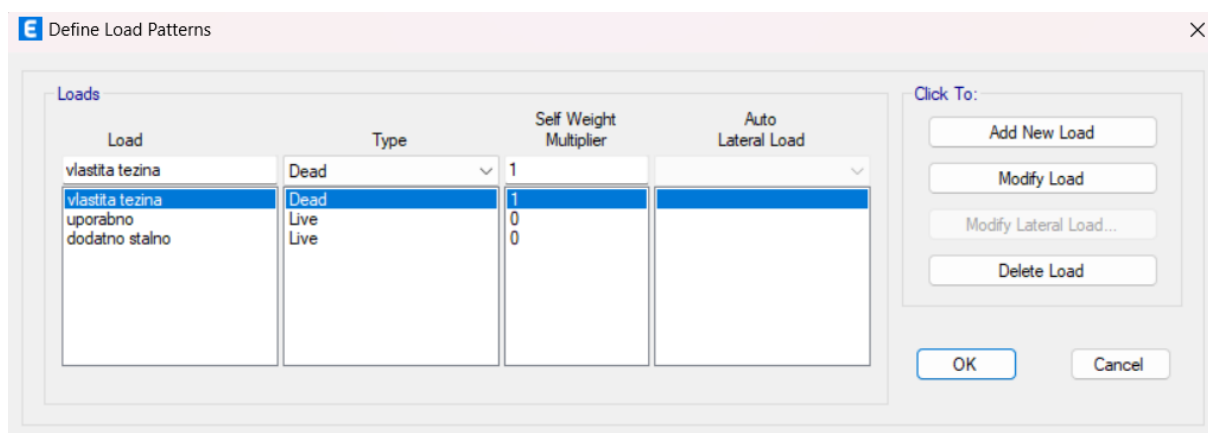 E Define Load Patterns
Loads
Click To:
Load Type Self Weight Multiplier Auto Lateral Load
vlastita tezina Dead 1
vlastita tezina Dead 1
uporabno Live 0
dodatno stalno Live 0
Add New Load
Modify Load
Modify Lateral Load...
Delete Load
OK Cancel